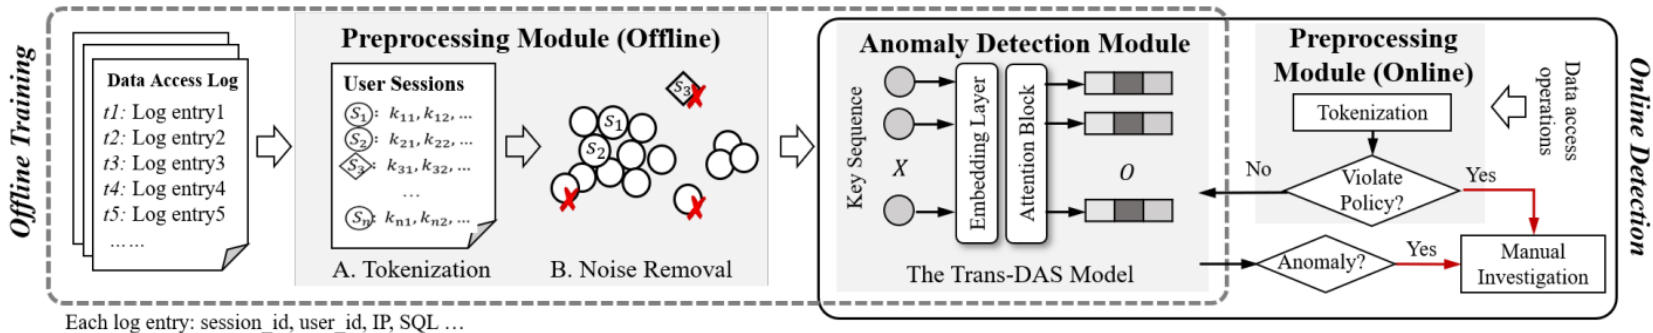 Offline Training
Data Access Log
t1: Log entry1
t2: Log entry2
t3: Log entry3
t4: Log entry4
t5: Log entry5
……
Each log entry: session_id, user_id, IP, SQL …
Preprocessing Module (Offline)
User Sessions
S₁: k₁₁, k₁₂, …
S₂: k₂₁, k₂₂, …
S₃: k₃₁, k₃₂, …
…
Sₙ: kₙ₁, kₙ₂, …
A. Tokenization
S₁
S₂
S₃
B. Noise Removal
Anomaly Detection Module
Key Sequence
X
Embedding Layer
Attention Block
O
The Trans-DAS Model
Preprocessing
Module (Online)
Tokenization
Violate
Policy?
No
Yes
Data access
operations
Anomaly?
Yes
Manual
Investigation
Online Detection